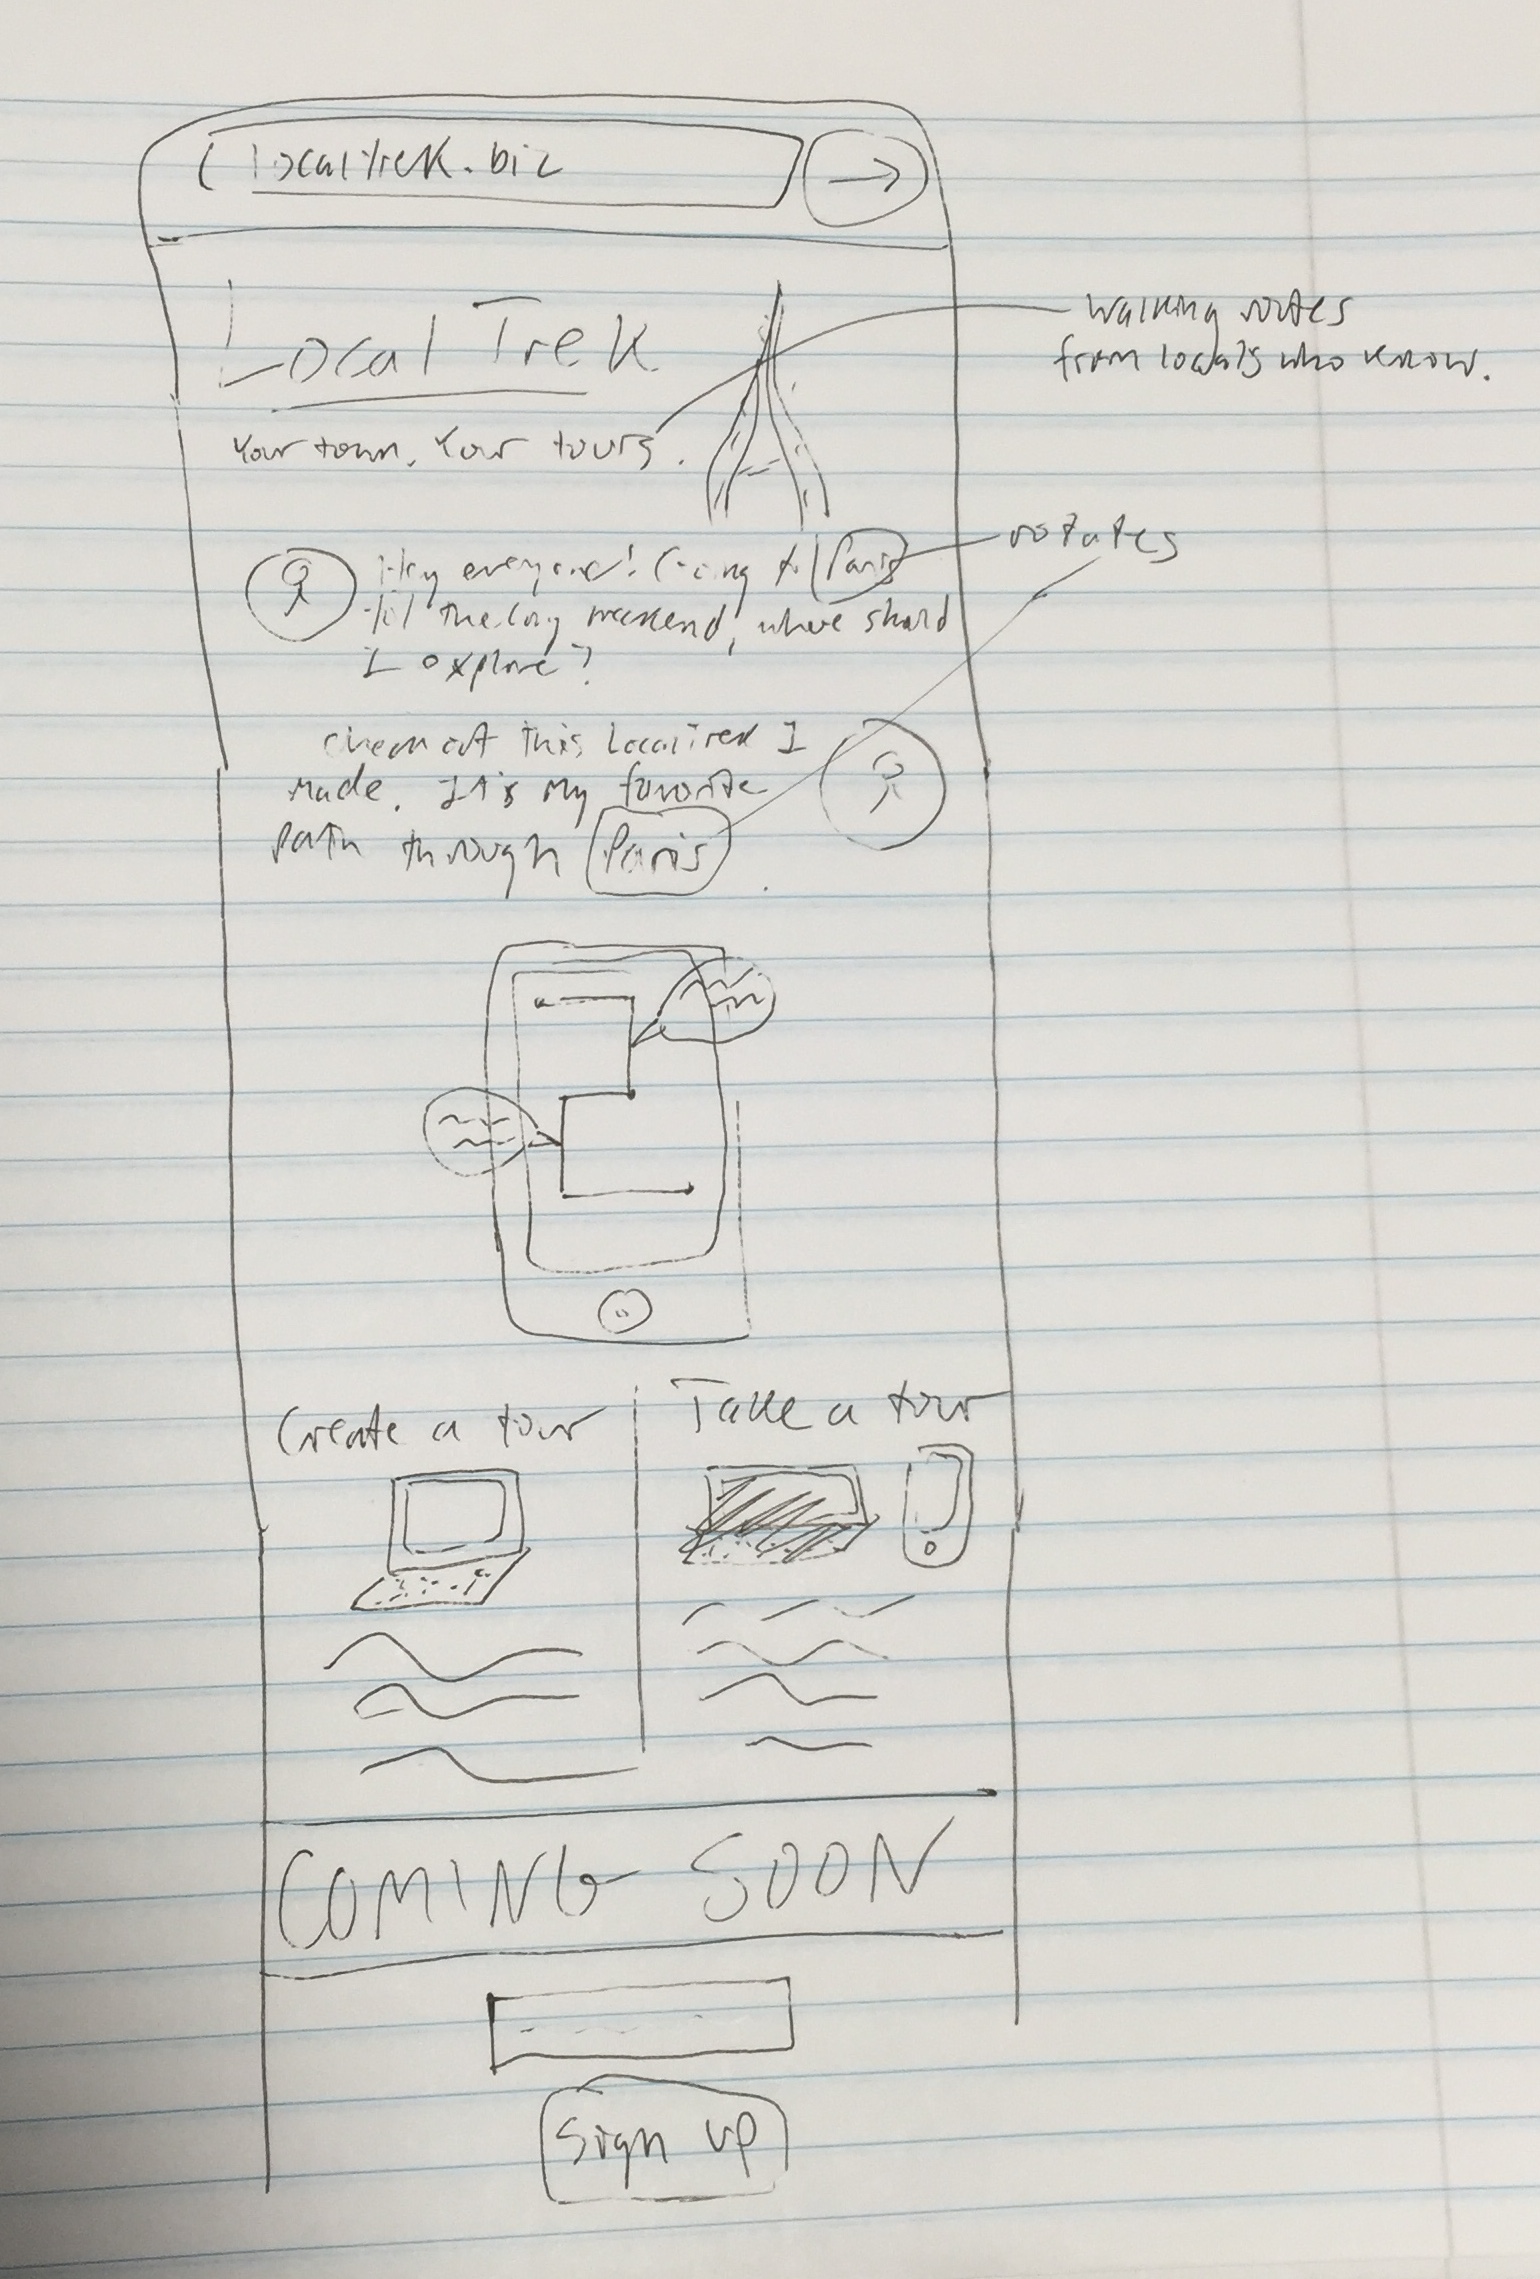 localtrek.biz
Local Trek
walking routes
from locals who know.
Your town. Your tours.
rotates
Hey everyone! Going to Paris
for the long weekend, where should
I explore?
Check out this LocalTrek I
made. It's my favorite
path through Paris.
Create a tour
Take a tour
COMING SOON
Sign up